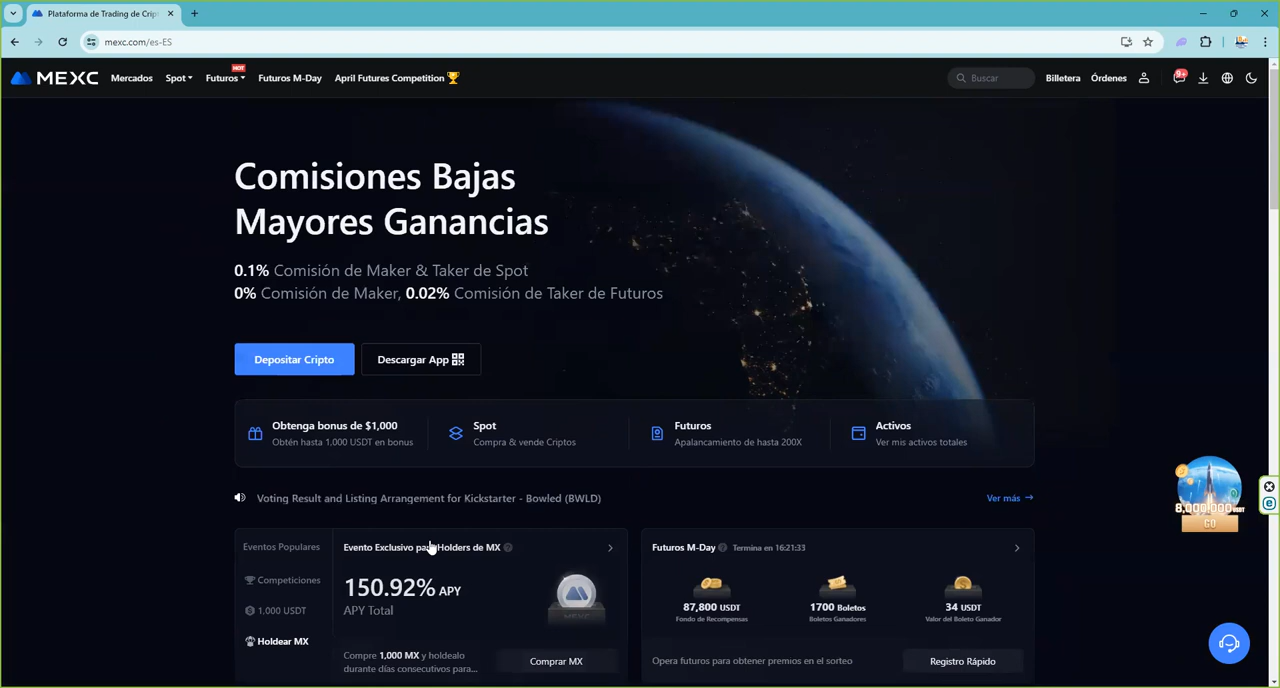 Plataforma de Trading de Crip
mexc.com/es-ES
MEXC
Mercados
Spot
HOT
Futuros
Futuros M-Day
April Futures Competition
Buscar
Billetera
Órdenes
9+
Comisiones Bajas
Mayores Ganancias
0.1% Comisión de Maker & Taker de Spot
0% Comisión de Maker, 0.02% Comisión de Taker de Futuros
Depositar Cripto
Descargar App
Obtenga bonus de $1,000
Obtén hasta 1,000 USDT en bonus
Spot
Compra & vende Criptos
Futuros
Apalancamiento de hasta 200X
Activos
Ver mis activos totales
Voting Result and Listing Arrangement for Kickstarter - Bowled (BWLD)
Ver más →
8,000,000 USDT
GO
Eventos Populares
Competiciones
1,000 USDT
Holdear MX
Evento Exclusivo para Holders de MX
150.92% APY
APY Total
MEXC
Compre 1,000 MX y holdealo
durante días consecutivos para...
Comprar MX
Futuros M-Day
Termina en 16:21:33
87,800 USDT
Fondo de Recompensas
1700 Boletos
Boletos Ganadores
34 USDT
Valor del Boleto Ganador
Opera futuros para obtener premios en el sorteo
Registro Rápido